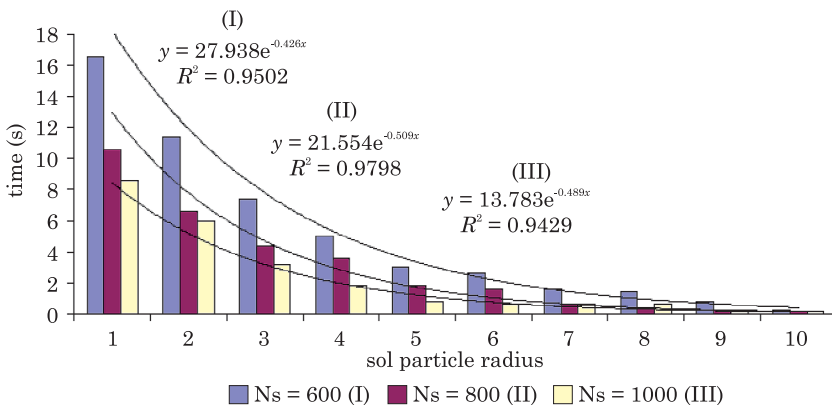 (I)
y = 27.938e^-0.426x
R² = 0.9502
(II)
y = 21.554e^-0.509x
R² = 0.9798
(III)
y = 13.783e^-0.489x
R² = 0.9429
time (s)
18
16
14
12
10
8
6
4
2
0
1 2 3 4 5 6 7 8 9 10
sol particle radius
Ns = 600 (I) Ns = 800 (II) Ns = 1000 (III)